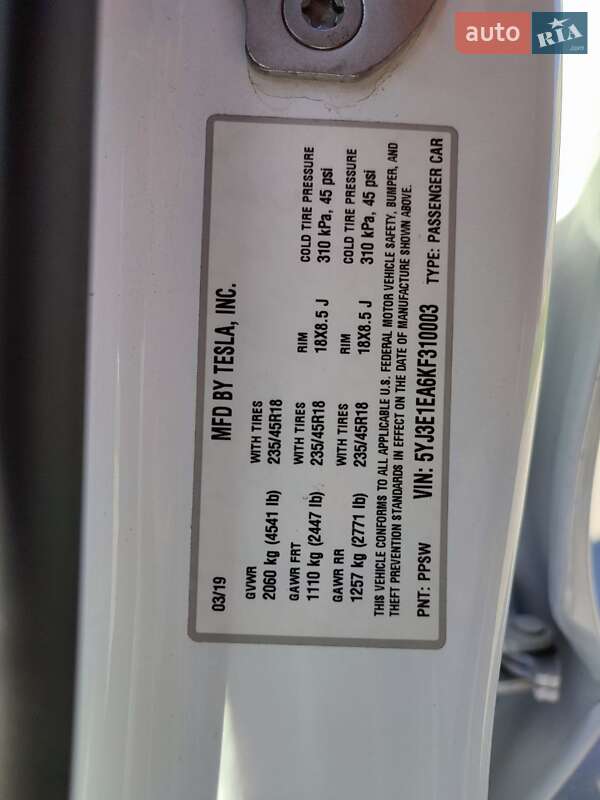 auto RIA.com
03/19 MFD BY TESLA, INC.
GVWR WITH TIRES
2060 kg (4541 lb) 235/45R18
GAWR FRT WITH TIRES RIM COLD TIRE PRESSURE
1110 kg (2447 lb) 235/45R18 18X8.5 J 310 kPa, 45 psi
GAWR RR WITH TIRES RIM COLD TIRE PRESSURE
1257 kg (2771 lb) 235/45R18 18X8.5 J 310 kPa, 45 psi
THIS VEHICLE CONFORMS TO ALL APPLICABLE U.S. FEDERAL MOTOR VEHICLE SAFETY, BUMPER, AND
THEFT PREVENTION STANDARDS IN EFFECT ON THE DATE OF MANUFACTURE SHOWN ABOVE.
PNT: PPSW VIN: 5YJ3E1EA6KF310003 TYPE: PASSENGER CAR